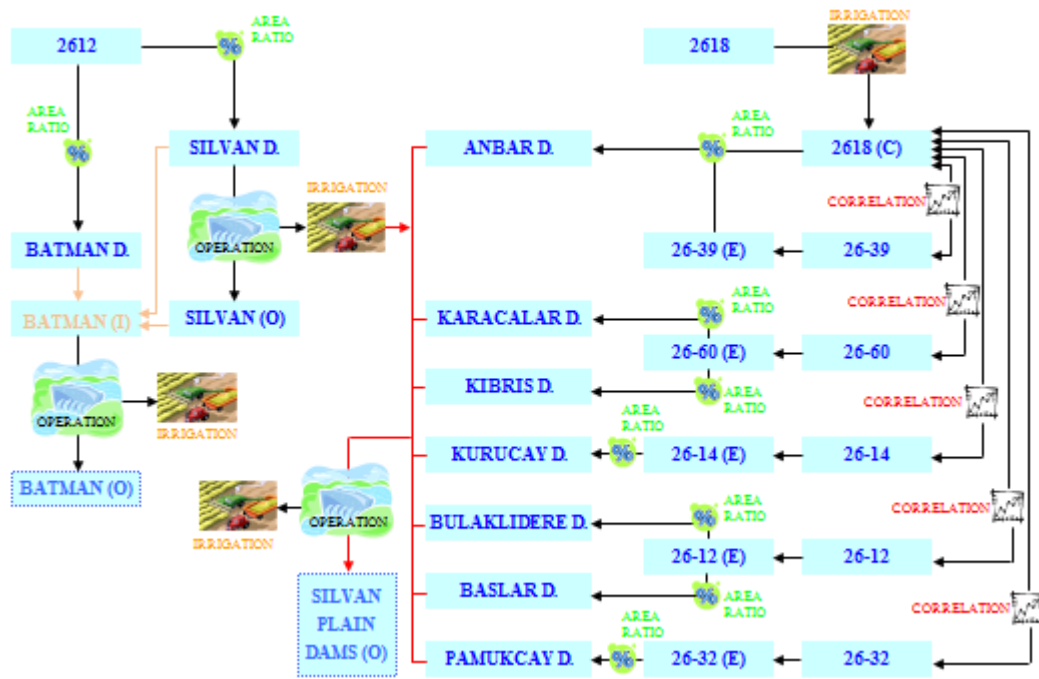 2612
AREA
RATIO
2618
IRRIGATION
AREA
RATIO
SILVAN D.
ANBAR D.
AREA
RATIO
2618 (C)
IRRIGATION
CORRELATION
BATMAN D.
OPERATION
26-39 (E)
26-39
BATMAN (I)
SILVAN (O)
KARACALAR D.
AREA
RATIO
CORRELATION
26-60 (E)
26-60
KIBRIS D.
AREA
RATIO
CORRELATION
OPERATION
IRRIGATION
AREA
RATIO
KURUCAY D.
26-14 (E)
26-14
BATMAN (O)
OPERATION
IRRIGATION
BULAKLIDERE D.
AREA
RATIO
CORRELATION
26-12 (E)
26-12
SILVAN
PLAIN
DAMS (O)
BASLAR D.
AREA
RATIO
CORRELATION
AREA
RATIO
PAMUKCAY D.
26-32 (E)
26-32